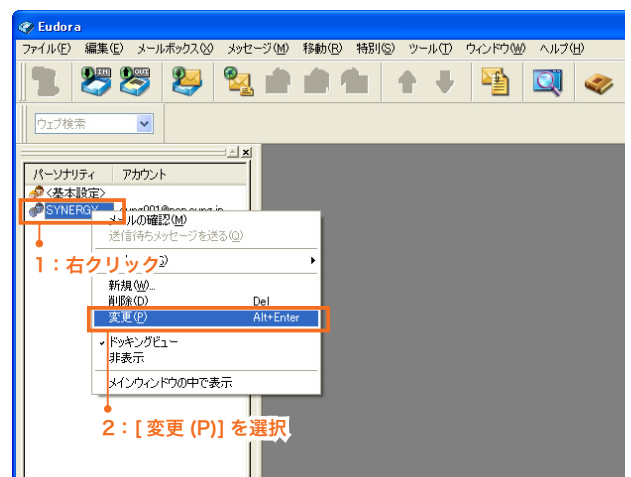 Eudora
ファイル(F) 編集(E) メールボックス(X) メッセージ(M) 移動(R) 特別(S) ツール(T) ウィンドウ(W) ヘルプ(H)
IN OUT
ウェブ検索
パーソナリティ アカウント
<基本設定>
SYNERGY
メールの確認(M)
送信待ちメッセージを送る(Q)
1：右クリック
新規(W)...
削除(D) Del
変更(P) Alt+Enter
ドッキングビュー
非表示
メインウィンドウの中で表示
2：[変更 (P)] を選択